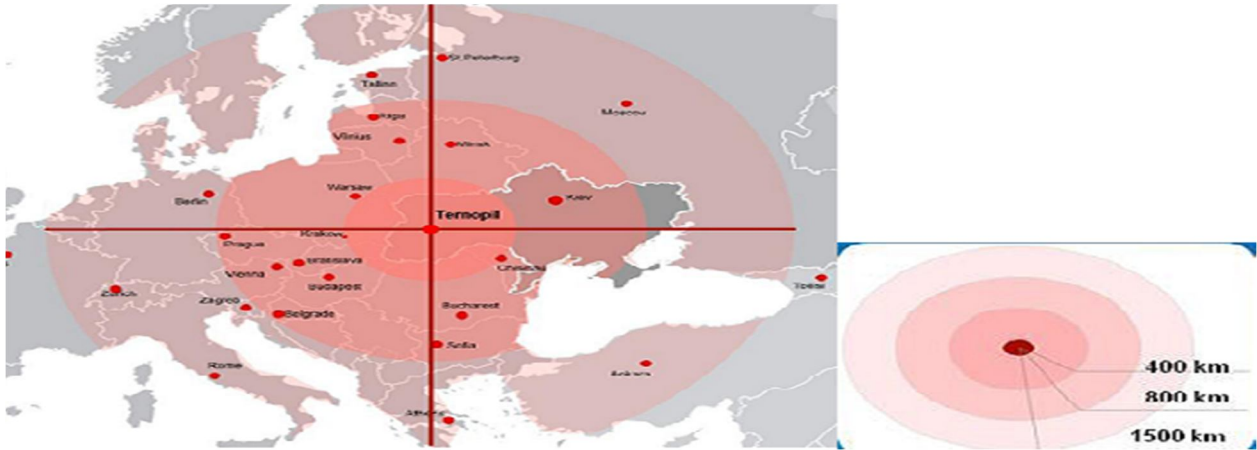 St.Peterburg
Tallinn
Moscow
Riga
Vilnius
Minsk
Warsaw
Berlin
Kiev
Ternopil
Krakow
Prague
Chisinau
Vienna
Bratislava
Budapest
Zurich
Zagreb
Bucharest
Belgrade
Sofia
Rome
Ankara
Athens
400 km
800 km
1500 km